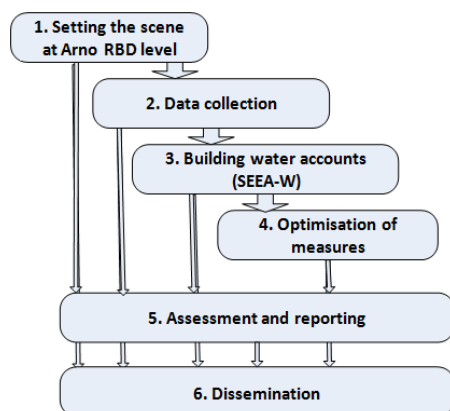 1. Setting the scene
at Arno RBD level
2. Data collection
3. Building water accounts
(SEEA-W)
4. Optimisation of
measures
5. Assessment and reporting
6. Dissemination